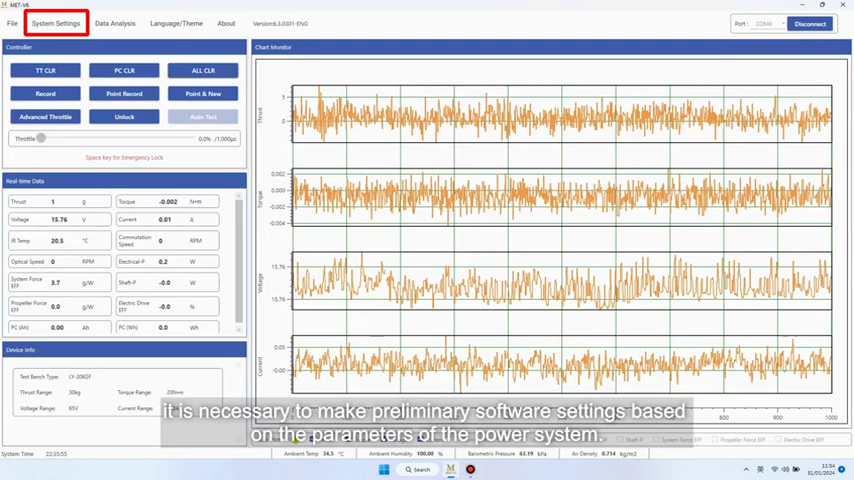 MET-V6
File System Settings Data Analysis Language/Theme About Version:6.3.0301-ENG Port : COM6 Disconnect
Controller
TT CLR PC CLR ALL CLR
Record Point Record Point & New
Advanced Throttle Unlock Auto Test
Throttle 0.0% /1,000μs
Space key for Emergency Lock
Real-time Data
Thrust 1 g Torque -0.002 N*m
Voltage 15.76 V Current 0.01 A
IR Temp 20.5 °C Commutation Speed 0 RPM
Optical Speed 0 RPM Electrical-P 0.2 W
System Force EFF 3.7 g/W Shaft-P -0.0 W
Propeller Force EFF 0.0 g/W Electric Drive EFF -0.0 %
PC (Ah) 0.00 Ah PC (Wh) 0.0 Wh
Device Info
Test Bench Type: LY-30KGF
Thrust Range: 30kg Torque Range: 20N*m
Voltage Range: 65V Current Range:
Chart Monitor
Thrust
3
0
Torque
0.002
0.000
-0.002
-0.004
Voltage
15.76
15.76
Current
0.05
-0.00
700 800 900 1000
Shaft P System Force EFF Propeller Force EFF Electric Drive EFF
it is necessary to make preliminary software settings based
on the parameters of the power system.
System Time 22:35:55 Ambient Temp 34.5 °C Ambient Humidity 100.00 % Barometric Pressure 63.19 kPa Air Density 0.714 kg/m3
Search
英
11:54
31/01/2024